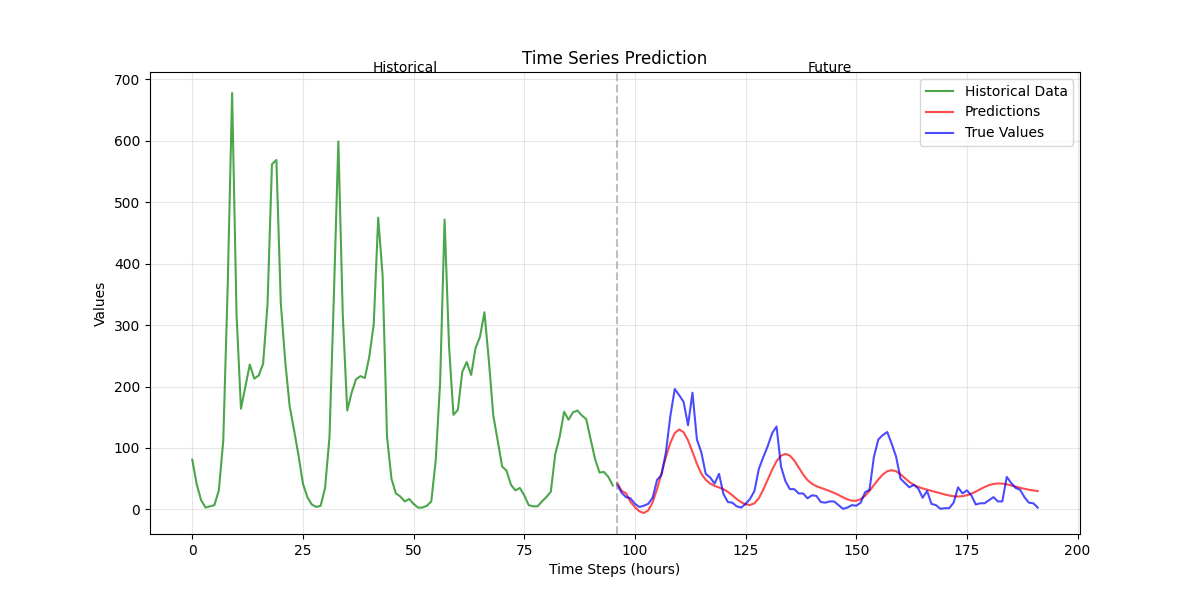 Time Series Prediction
Historical
Future
Historical Data
Predictions
True Values
Values
700
600
500
400
300
200
100
0
0
25
50
75
100
125
150
175
200
Time Steps (hours)